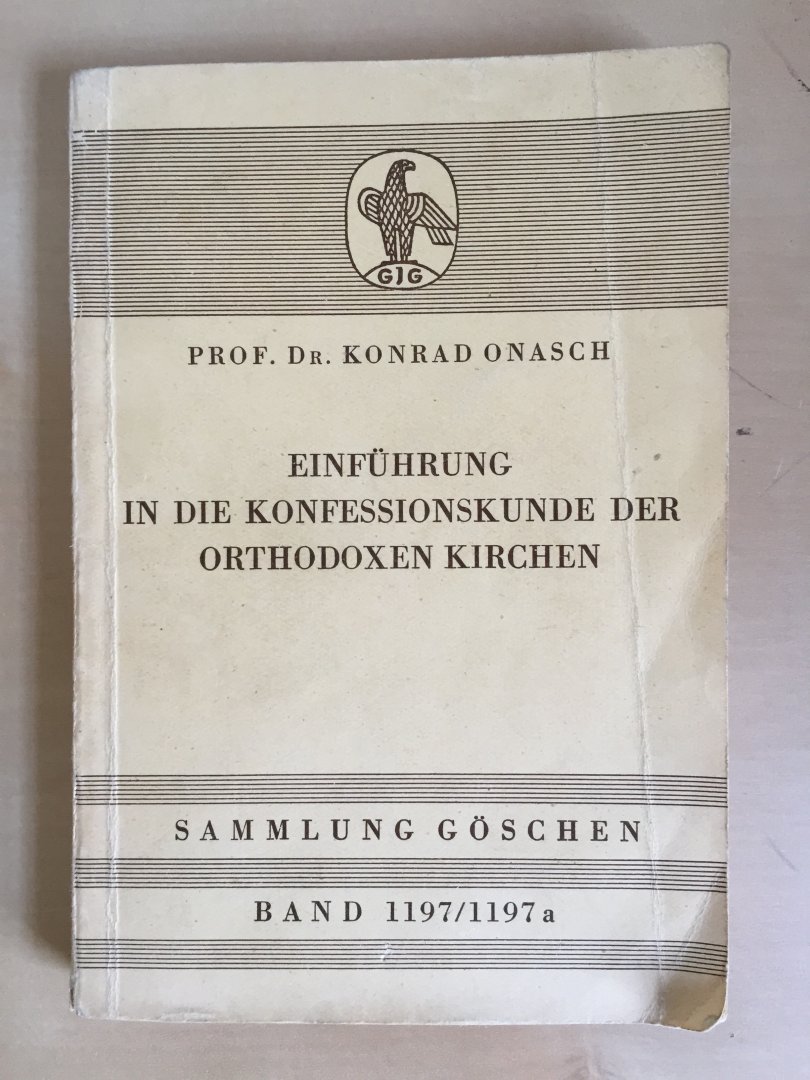 GJG
PROF. DR. KONRAD ONASCH
EINFÜHRUNG
IN DIE KONFESSIONSKUNDE DER
ORTHODOXEN KIRCHEN
SAMMLUNG GÖSCHEN
BAND 1197/1197a